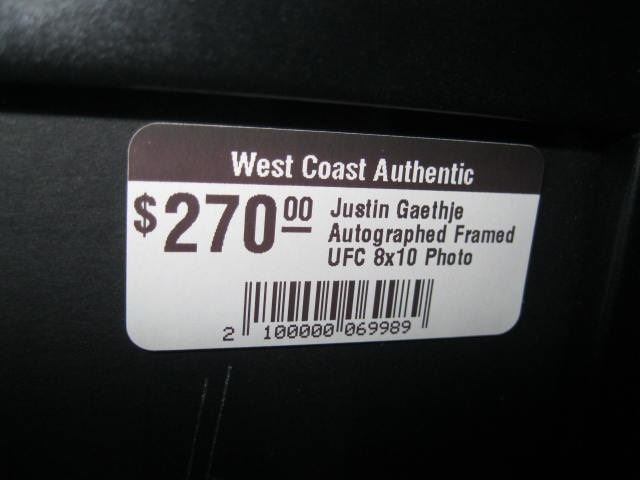 West Coast Authentic
$270.00 Justin Gaethje
Autographed Framed
UFC 8x10 Photo
2 100000 069989